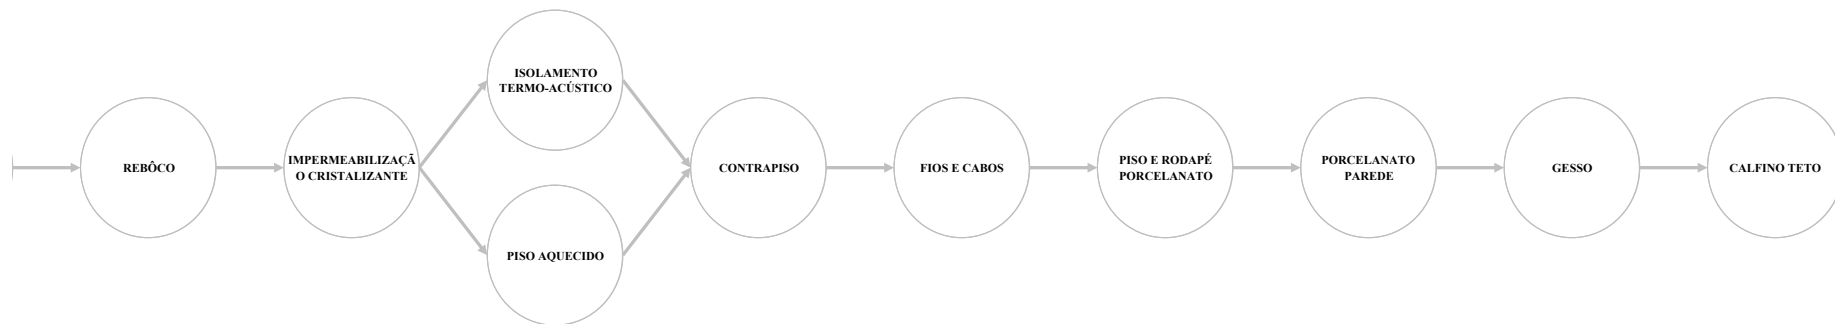 REBÔCO
IMPERMEABILIZAÇÃ
O CRISTALIZANTE
ISOLAMENTO
TERMO-ACÚSTICO
PISO AQUECIDO
CONTRAPISO
FIOS E CABOS
PISO E RODAPÉ
PORCELANATO
PORCELANATO
PAREDE
GESSO
CALFINO TETO